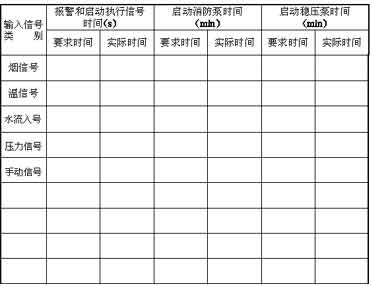 输入信号
类 别
报警和启动执行信号
时间(s)
启动消防泵时间
(min)
启动稳压泵时间
(min)
要求时间 实际时间 要求时间 实际时间 要求时间 实际时间
烟信号
温信号
水流入号
压力信号
手动信号